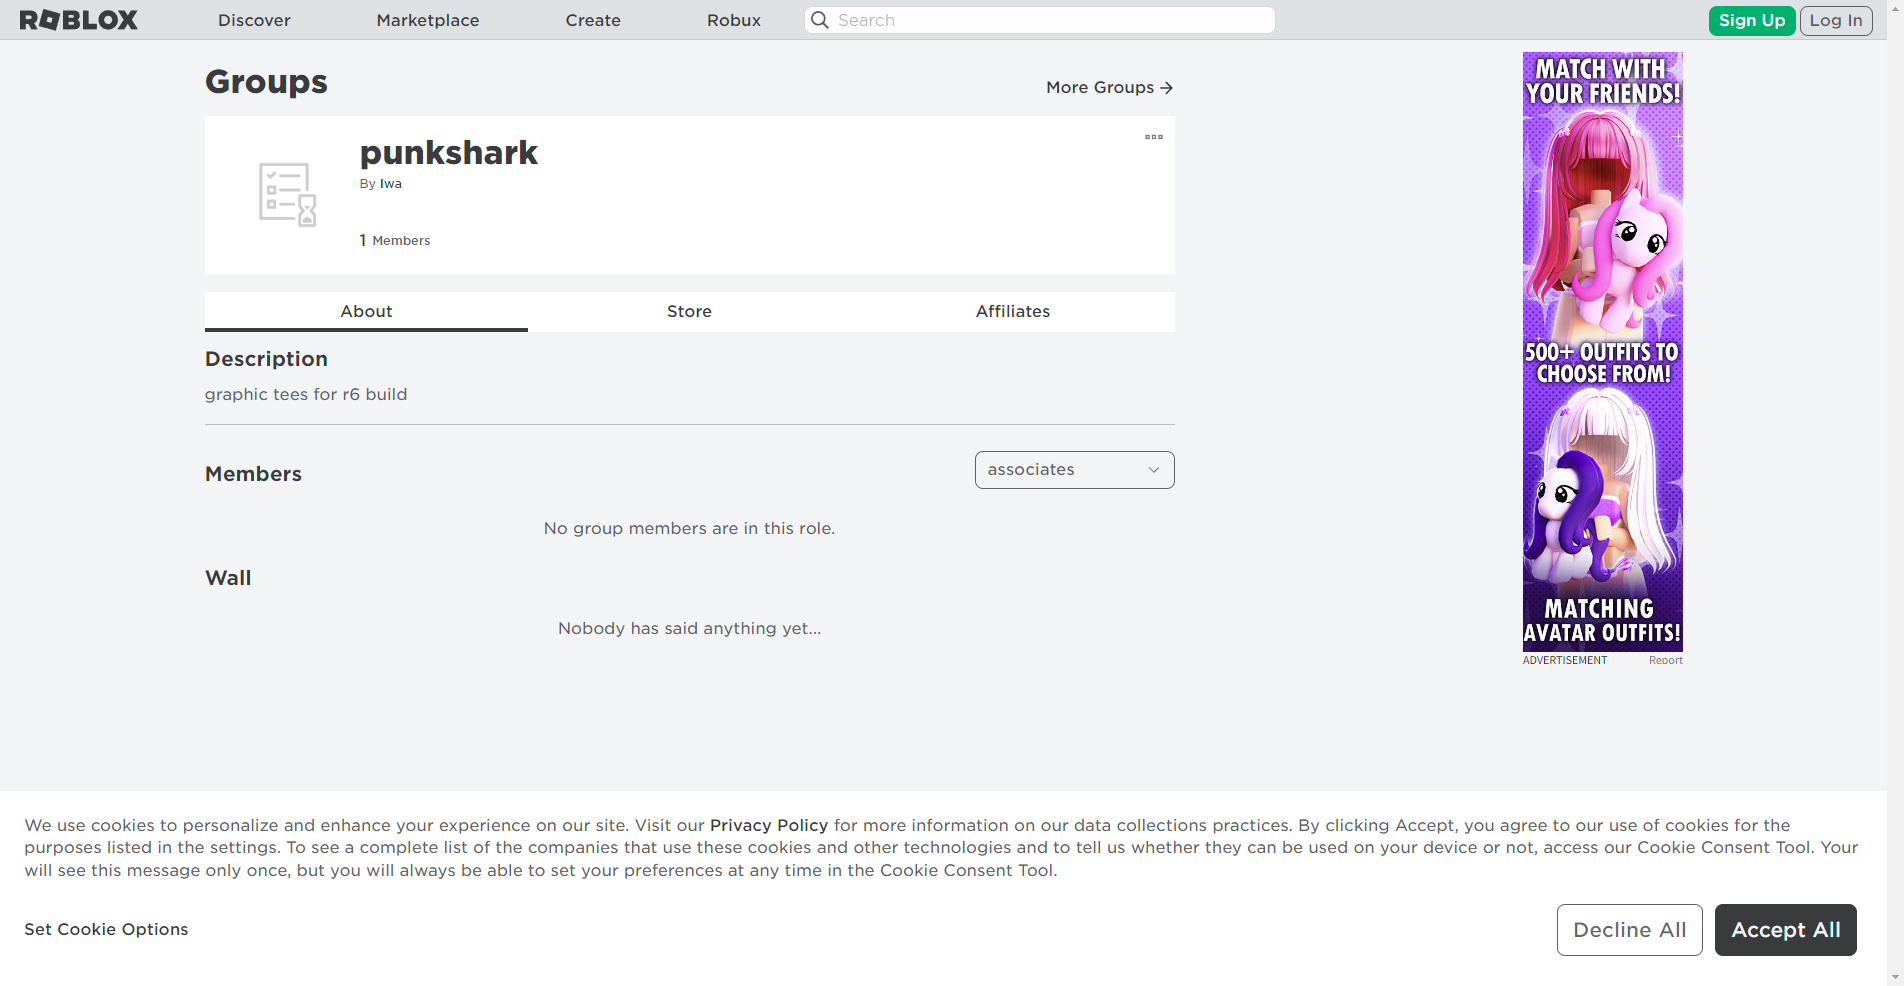 ROBLOX
Discover
Marketplace
Create
Robux
Search
Sign Up
Log In
Groups
More Groups
punkshark
By Iwa
1 Members
About
Store
Affiliates
Description
graphic tees for r6 build
Members
associates
No group members are in this role.
Wall
Nobody has said anything yet...
MATCH WITH
YOUR FRIENDS!
500+ OUTFITS TO
CHOOSE FROM!
MATCHING
AVATAR OUTFITS!
ADVERTISEMENT
Report
We use cookies to personalize and enhance your experience on our site. Visit our Privacy Policy for more information on our data collections practices. By clicking Accept, you agree to our use of cookies for the
purposes listed in the settings. To see a complete list of the companies that use these cookies and other technologies and to tell us whether they can be used on your device or not, access our Cookie Consent Tool. Your
will see this message only once, but you will always be able to set your preferences at any time in the Cookie Consent Tool.
Set Cookie Options
Decline All
Accept All